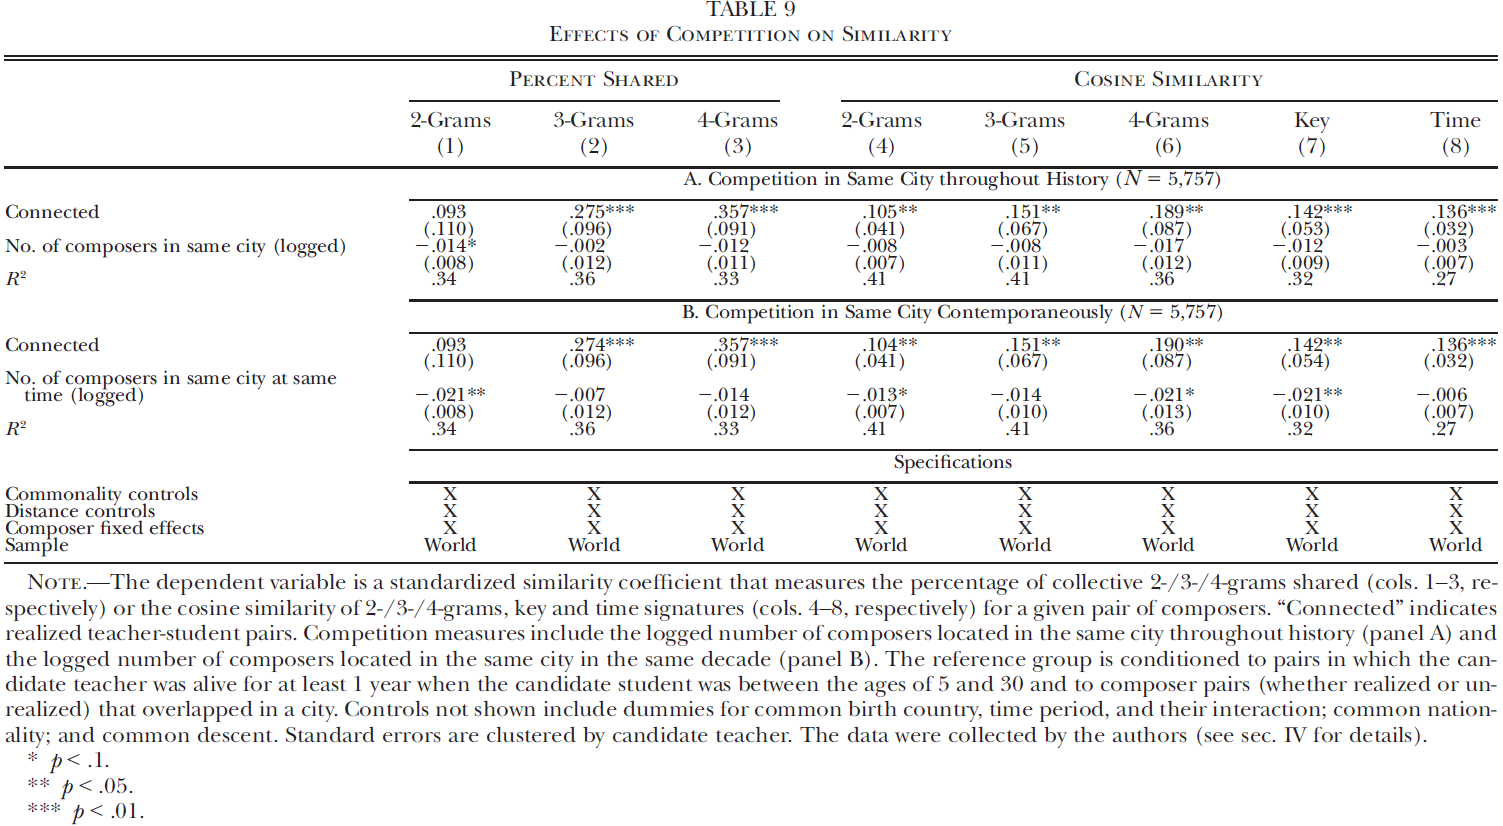 TABLE 9
Effects of Competition on Similarity
Percent Shared Cosine Similarity
2-Grams 3-Grams 4-Grams 2-Grams 3-Grams 4-Grams Key Time
(1) (2) (3) (4) (5) (6) (7) (8)
A. Competition in Same City throughout History (N = 5,757)
Connected .093 .275*** .357*** .105** .151** .189** .142*** .136***
(.110) (.096) (.091) (.041) (.067) (.087) (.053) (.032)
No. of composers in same city (logged) −.014* −.002 −.012 −.008 −.008 −.017 −.012 −.003
(.008) (.012) (.011) (.007) (.011) (.012) (.009) (.007)
R² .34 .36 .33 .41 .41 .36 .32 .27
B. Competition in Same City Contemporaneously (N = 5,757)
Connected .093 .274*** .357*** .104** .151** .190** .142** .136***
(.110) (.096) (.091) (.041) (.067) (.087) (.054) (.032)
No. of composers in same city at same
time (logged) −.021** −.007 −.014 −.013* −.014 −.021* −.021** −.006
(.008) (.012) (.012) (.007) (.010) (.013) (.010) (.007)
R² .34 .36 .33 .41 .41 .36 .32 .27
Specifications
Commonality controls X X X X X X X X
Distance controls X X X X X X X X
Composer fixed effects X X X X X X X X
Sample World World World World World World World World
Note.—The dependent variable is a standardized similarity coefficient that measures the percentage of collective 2-/3-/4-grams shared (cols. 1–3, re-
spectively) or the cosine similarity of 2-/3-/4-grams, key and time signatures (cols. 4–8, respectively) for a given pair of composers. “Connected” indicates
realized teacher-student pairs. Competition measures include the logged number of composers located in the same city throughout history (panel A) and
the logged number of composers located in the same city in the same decade (panel B). The reference group is conditioned to pairs in which the can-
didate teacher was alive for at least 1 year when the candidate student was between the ages of 5 and 30 and to composer pairs (whether realized or un-
realized) that overlapped in a city. Controls not shown include dummies for common birth country, time period, and their interaction; common nation-
ality; and common descent. Standard errors are clustered by candidate teacher. The data were collected by the authors (see sec. IV for details).
* p < .1.
** p < .05.
*** p < .01.